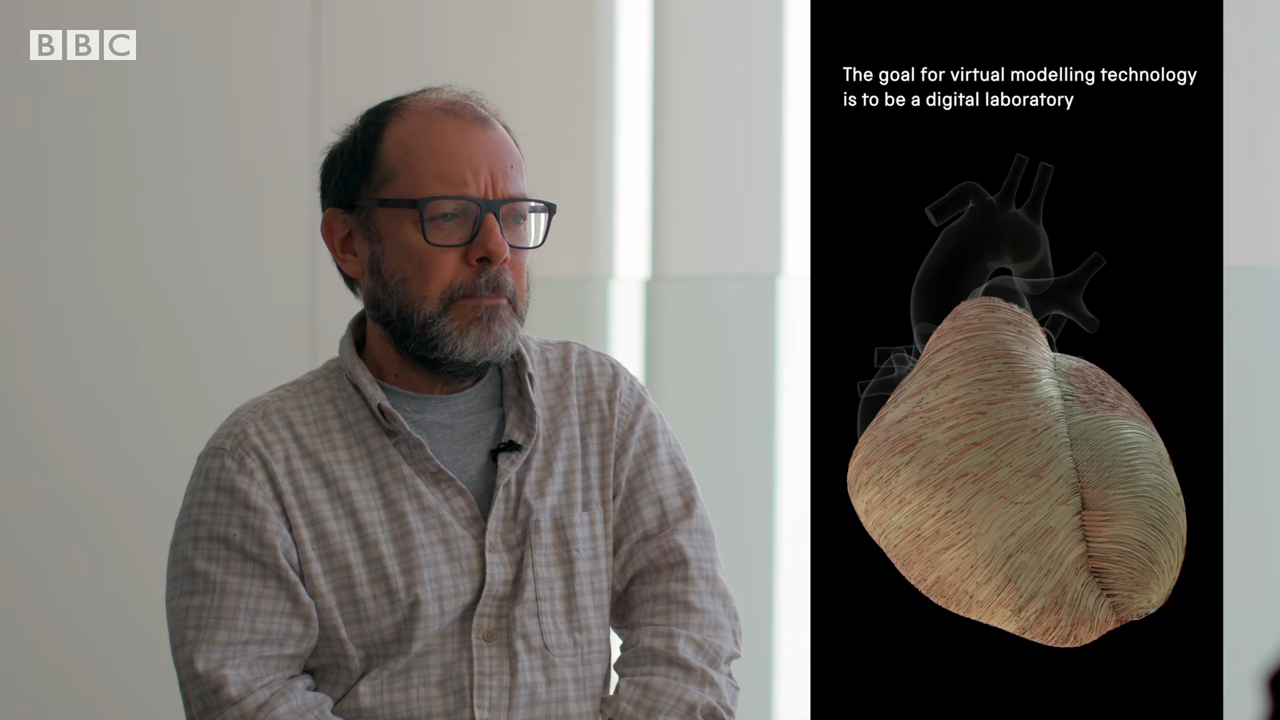 BBC
The goal for virtual modelling technology
is to be a digital laboratory